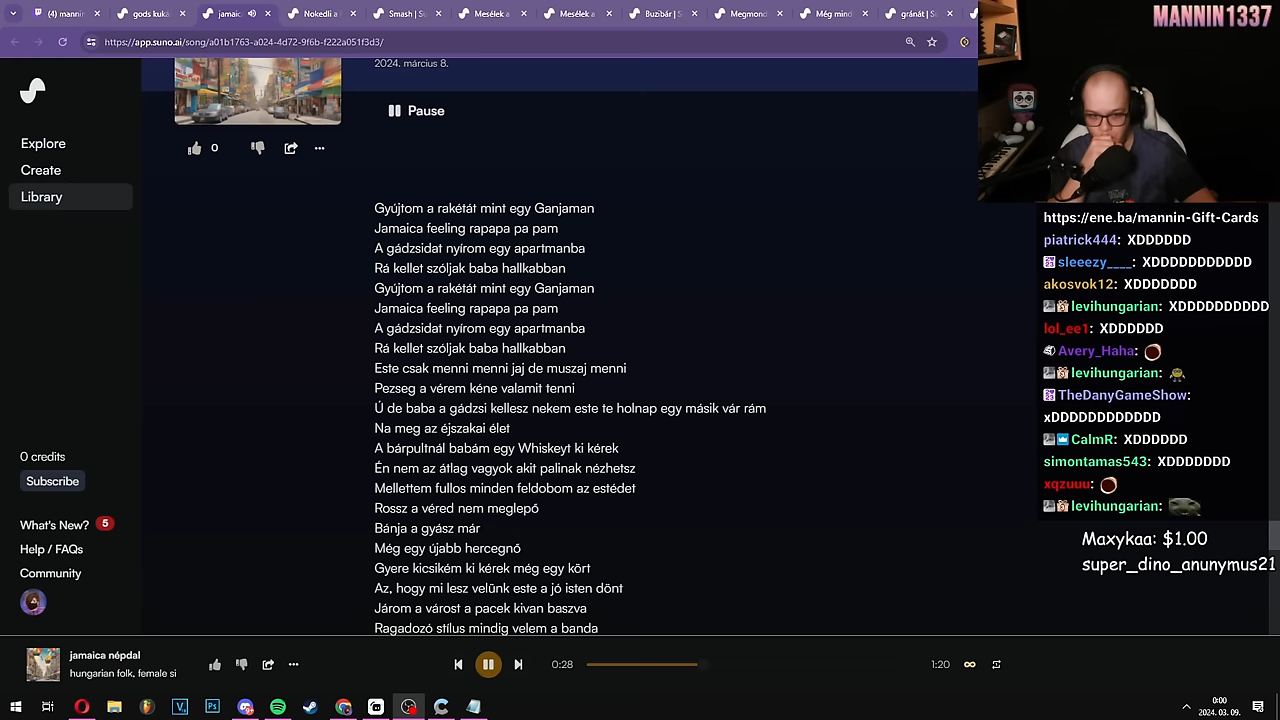 (4) mannin
gods kuká
jamaic
Nokedli a
Smash | Su
Mesélek a
Mesélek a
Buzibár | S
Megmond
Még mind
gránát | Si
https://app.suno.ai/song/a01b1763-a024-4d72-9f6b-f222a051f3d3/
MANNIN1337
2024. március 8.
Pause
0
Explore
Create
Library
Gyújtom a rakétát mint egy Ganjaman
Jamaica feeling rapapa pa pam
A gádzsidat nyírom egy apartmanba
Rá kellet szóljak baba hallkabban
Gyújtom a rakétát mint egy Ganjaman
Jamaica feeling rapapa pa pam
A gádzsidat nyírom egy apartmanba
Rá kellet szóljak baba hallkabban
Este csak menni menni jaj de muszaj menni
Pezseg a vérem kéne valamit tenni
Ú de baba a gádzsi kellesz nekem este te holnap egy másik vár rám
Na meg az éjszakai élet
A bárpultnál babám egy Whiskeyt ki kérek
Én nem az átlag vagyok akit palinak nézhetsz
Mellettem fullos minden feldobom az estédet
Rossz a véred nem meglepő
Bánja a gyász már
Még egy újabb hercegnő
Gyere kicsikém ki kérek még egy kört
Az, hogy mi lesz velünk este a jó isten dönt
Járom a várost a pacek kivan baszva
Ragadozó stílus mindig velem a banda
0 credits
Subscribe
What's New? 5
Help / FAQs
Community
https://ene.ba/mannin-Gift-Cards
piatrick444: XDDDDDD
sleeezy____: XDDDDDDDDDDD
akosvok12: XDDDDDDD
levihungarian: XDDDDDDDDDD
lol_ee1: XDDDDDD
Avery_Haha:
levihungarian:
TheDanyGameShow:
xDDDDDDDDDDDD
CalmR: XDDDDDD
simontamas543: XDDDDDDD
xqzuuu:
levihungarian:
Maxykaa: $1.00
super_dino_anunymus21
jamaica népdal
hungarian folk, female si
0:28
1:20
0:00
2024. 03. 09.